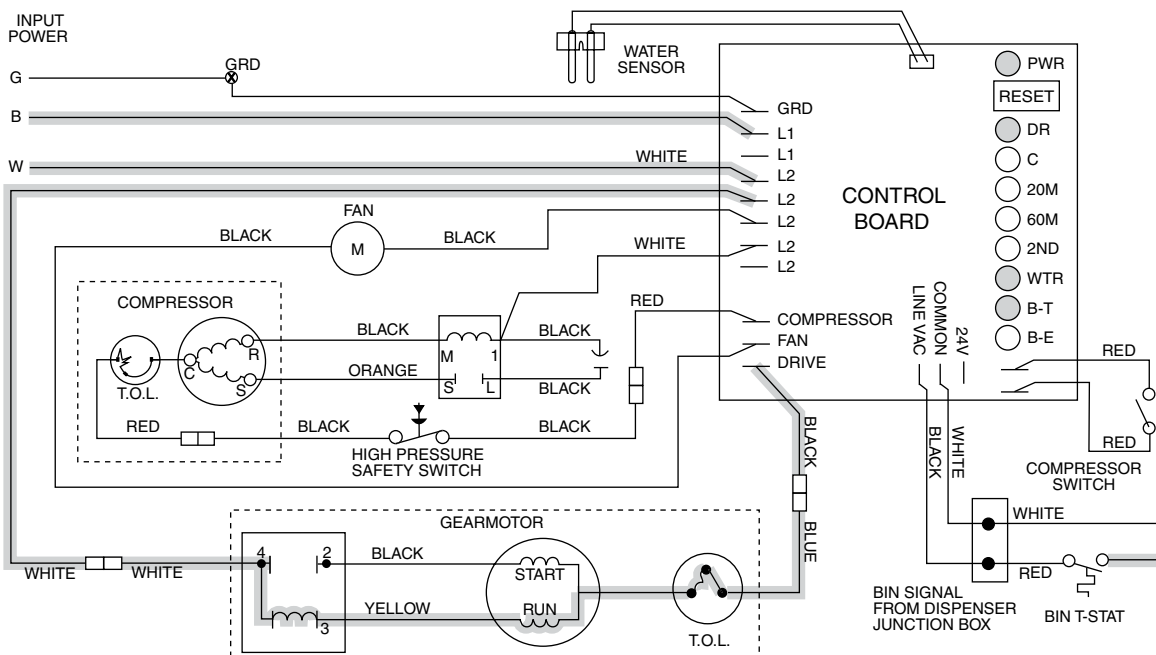 INPUT
POWER
G
GRD
B
W
WHITE
WATER
SENSOR
GRD
L1
L1
L2
L2
L2
L2
L2
CONTROL
BOARD
PWR
RESET
DR
C
20M
60M
2ND
WTR
B-T
B-E
FAN
BLACK
M
BLACK
WHITE
COMPRESSOR
RED
COMPRESSOR
FAN
DRIVE
LINE VAC
COMMON
24V
RED
BLACK
BLACK
R
M
1
C
ORANGE
S
S
L
BLACK
T.O.L.
RED
BLACK
BLACK
HIGH PRESSURE
SAFETY SWITCH
BLACK
BLACK
WHITE
RED
COMPRESSOR
SWITCH
GEARMOTOR
BLUE
WHITE
4
2
BLACK
START
WHITE
WHITE
YELLOW
RUN
3
T.O.L.
RED
BIN SIGNAL
FROM DISPENSER
JUNCTION BOX
BIN T-STAT